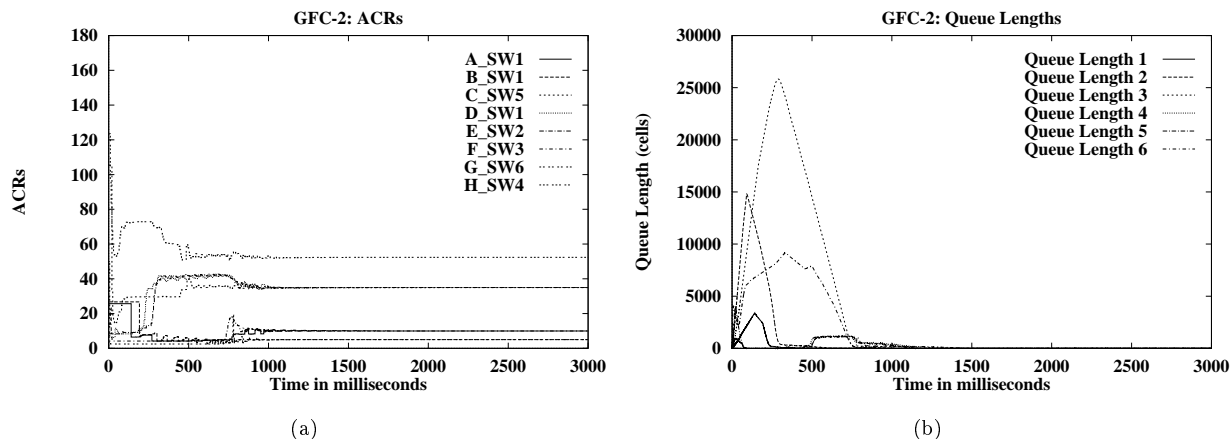 GFC-2: ACRs
180
160
140
120
100
80
60
40
20
0
ACRs
A_SW1
B_SW1
C_SW5
D_SW1
E_SW2
F_SW3
G_SW6
H_SW4
0 500 1000 1500 2000 2500 3000
Time in milliseconds
(a)
GFC-2: Queue Lengths
30000
25000
20000
15000
10000
5000
0
Queue Length (cells)
Queue Length 1
Queue Length 2
Queue Length 3
Queue Length 4
Queue Length 5
Queue Length 6
0 500 1000 1500 2000 2500 3000
Time in milliseconds
(b)